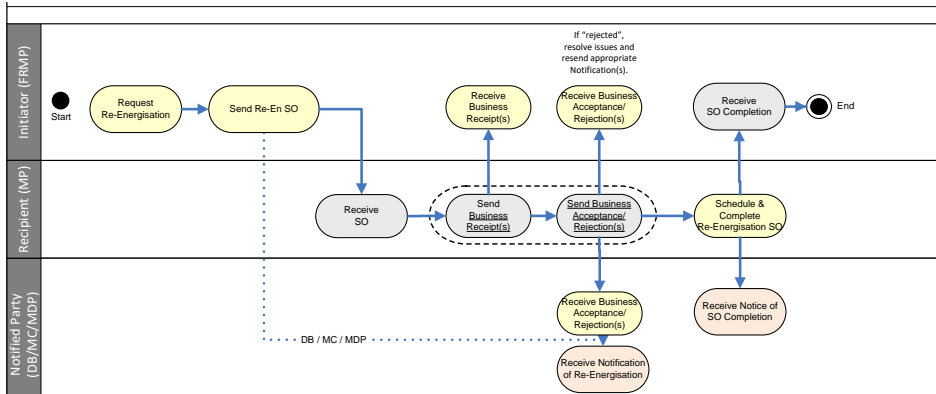 Initiator (FRMP)
Start
Request
Re-Energisation
Send Re-En SO
Receive
Business
Receipt(s)
If “rejected”,
resolve issues and
resend appropriate
Notification(s).
Receive Business
Acceptance/
Rejection(s)
Receive
SO Completion
End
Recipient (MP)
Receive
SO
Send
Business
Receipt(s)
Send Business
Acceptance/
Rejection(s)
Schedule &
Complete
Re-Energisation SO
Notified Party
(DB/MC/MDP)
Receive Business
Acceptance/
Rejection(s)
Receive Notice of
SO Completion
DB / MC / MDP
Receive Notification
of Re-Energisation